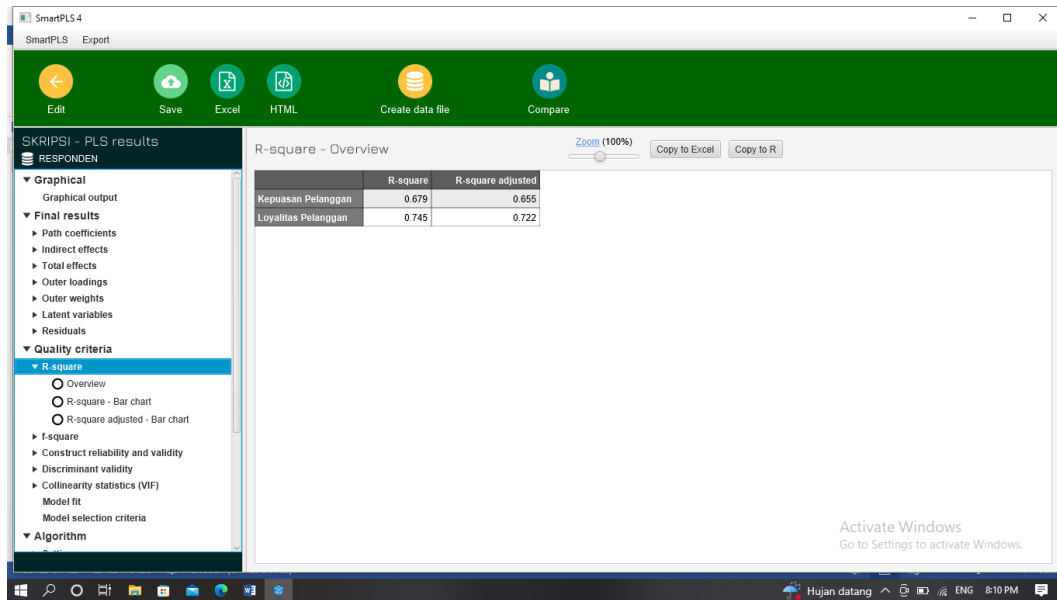 SmartPLS 4
SmartPLS Export
Edit Save Excel HTML Create data file Compare
SKRIPSI - PLS results
RESPONDEN
Graphical
Graphical output
Final results
Path coefficients
Indirect effects
Total effects
Outer loadings
Outer weights
Latent variables
Residuals
Quality criteria
R-square
Overview
R-square - Bar chart
R-square adjusted - Bar chart
f-square
Construct reliability and validity
Discriminant validity
Collinearity statistics (VIF)
Model fit
Model selection criteria
Algorithm
R-square - Overview
Zoom (100%)
Copy to Excel Copy to R
R-square R-square adjusted
Kepuasan Pelanggan 0.679 0.655
Loyalitas Pelanggan 0.745 0.722
Activate Windows
Go to Settings to activate Windows.
Hujan datang ENG 8:10 PM